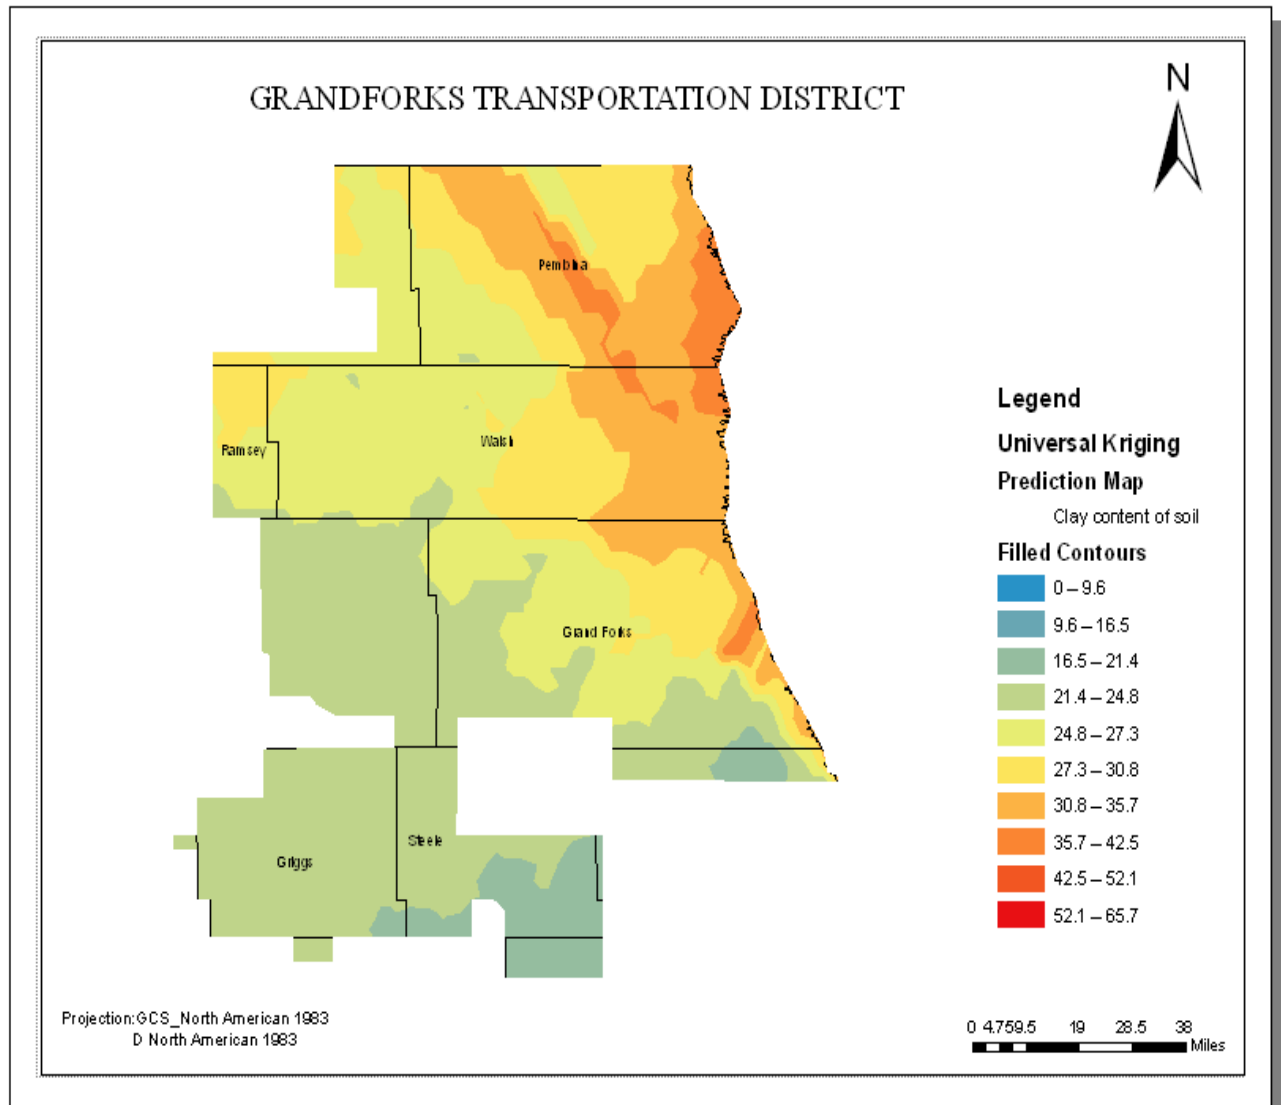 GRANDFORKS TRANSPORTATION DISTRICT
N
Pembina
Walsh
Ramsey
Grand Forks
Steele
Griggs
Legend
Universal Kriging
Prediction Map
Clay content of soil
Filled Contours
0 – 9.6
9.6 – 16.5
16.5 – 21.4
21.4 – 24.8
24.8 – 27.3
27.3 – 30.8
30.8 – 35.7
35.7 – 42.5
42.5 – 52.1
52.1 – 65.7
Projection:GCS_North American 1983
D North American 1983
0 4.759.5 19 28.5 38
Miles